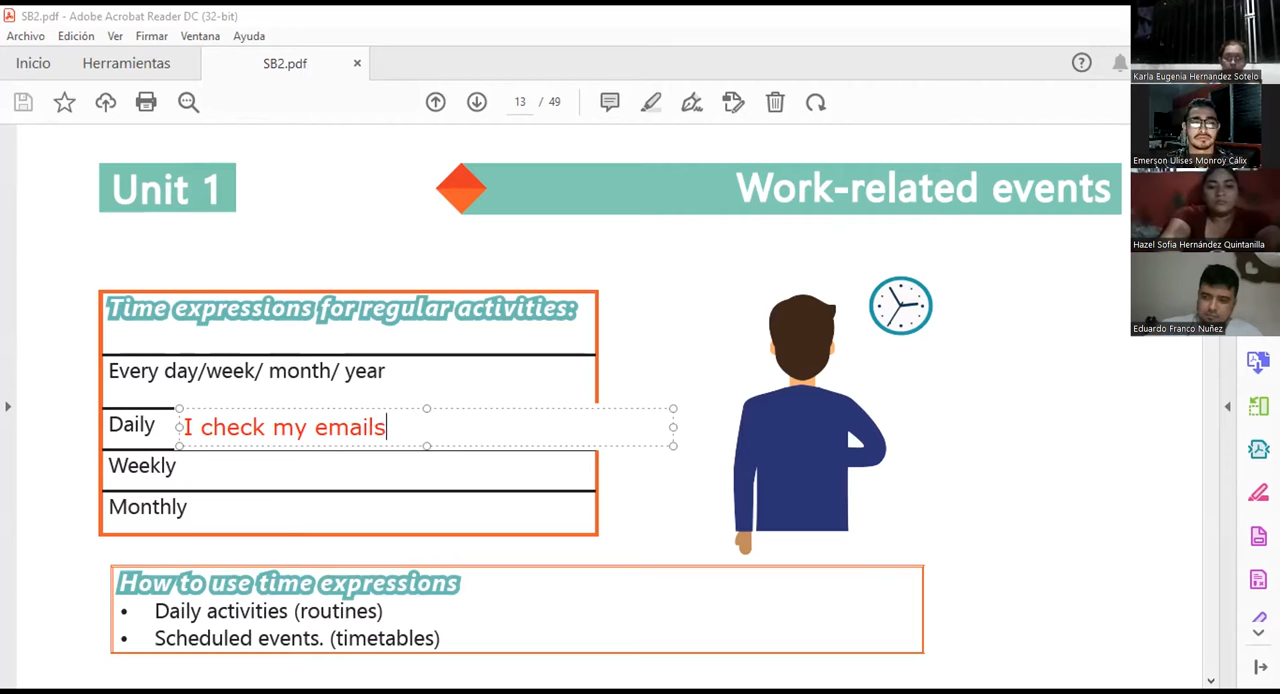 SB2.pdf - Adobe Acrobat Reader DC (32-bit)
Archivo Edición Ver Firmar Ventana Ayuda
Inicio Herramientas SB2.pdf ×
13 / 49
Unit 1
Work-related events
Time expressions for regular activities:
Every day/week/ month/ year
Daily I check my emails
Weekly
Monthly
How to use time expressions
• Daily activities (routines)
• Scheduled events. (timetables)
Karla Eugenia Hernandez Sotelo
Emerson Ulises Monroy Cálix
Hazel Sofia Hernández Quintanilla
Eduardo Franco Nuñez